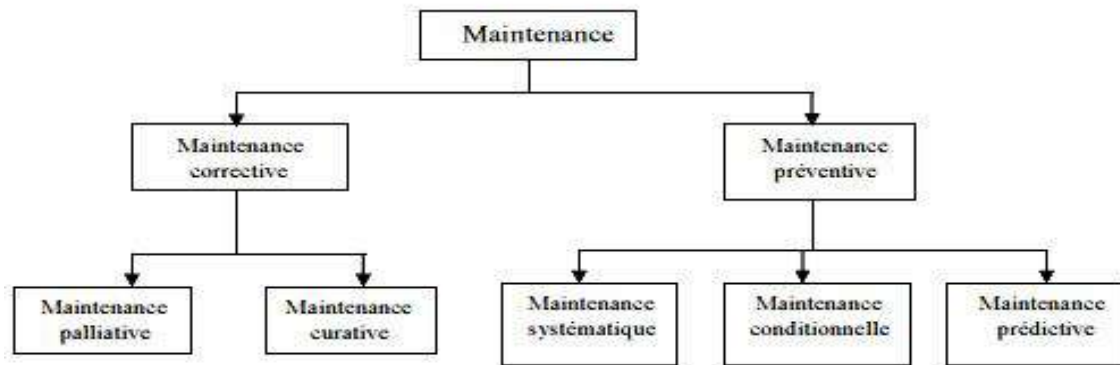 Maintenance
Maintenance
corrective
Maintenance
préventive
Maintenance
palliative
Maintenance
curative
Maintenance
systématique
Maintenance
conditionnelle
Maintenance
prédictive